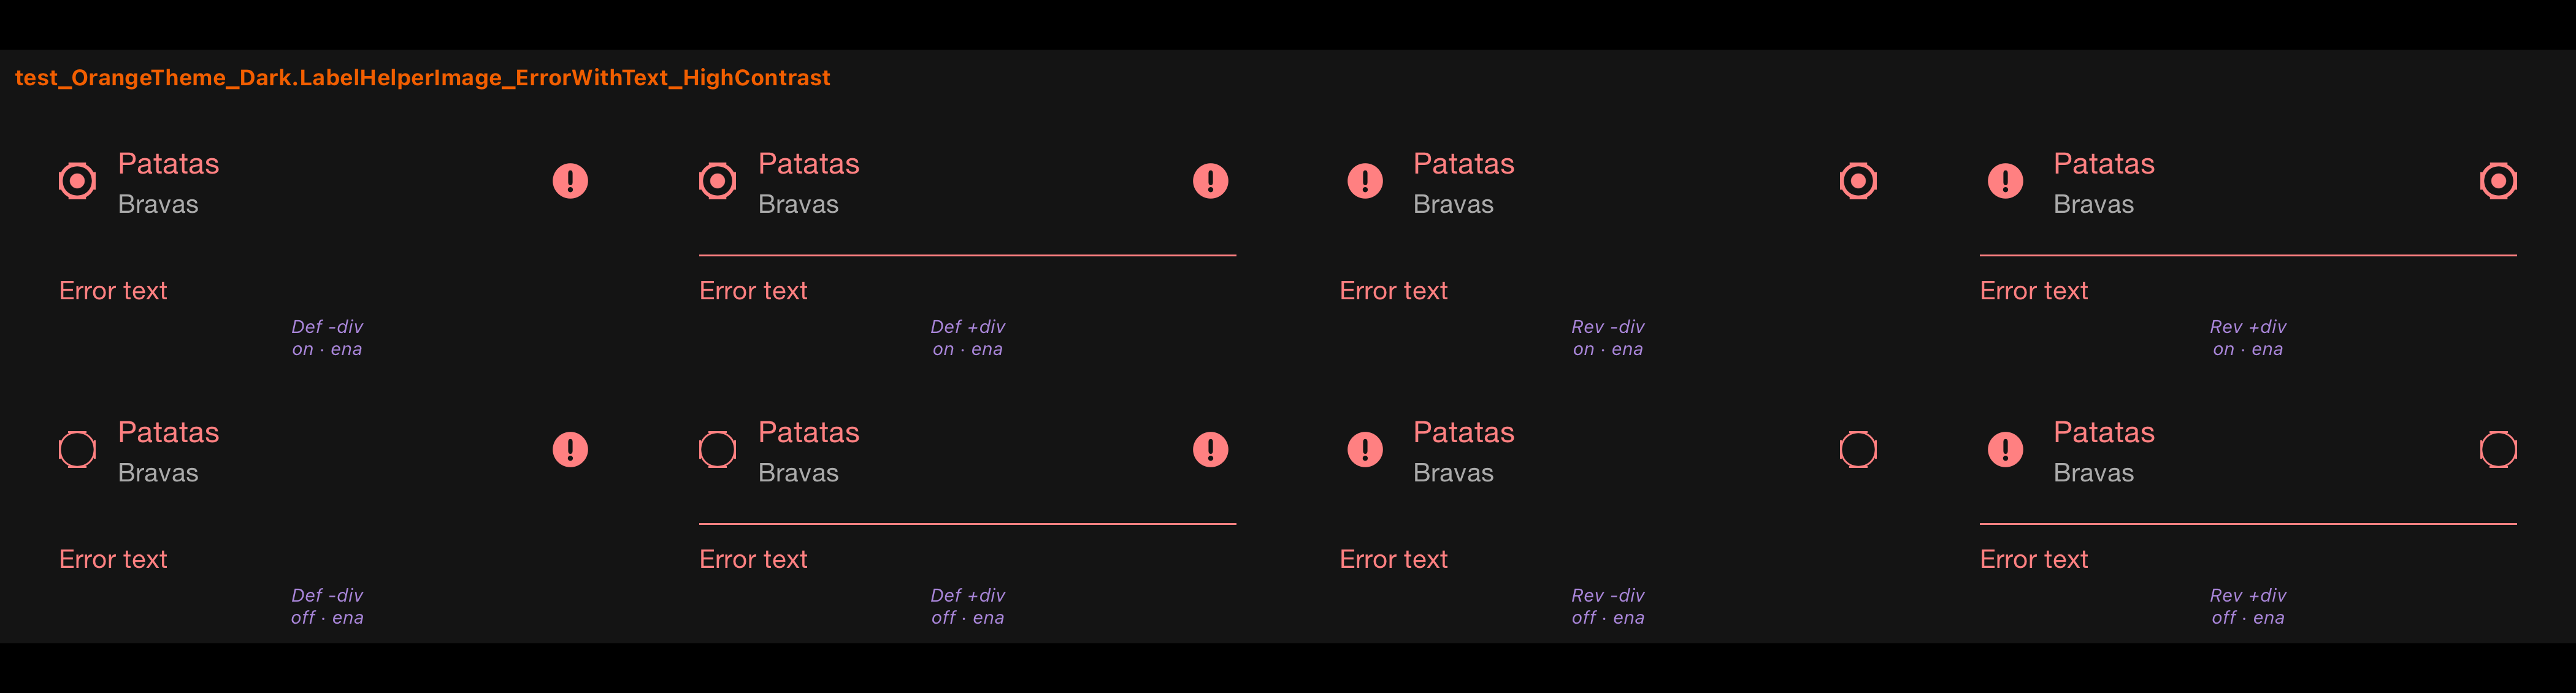 test_OrangeTheme_Dark.LabelHelperImage_ErrorWithText_HighContrast
Patatas
Bravas
Error text
Def -div
on · ena
Patatas
Bravas
Error text
Def +div
on · ena
Patatas
Bravas
Error text
Rev -div
on · ena
Patatas
Bravas
Error text
Rev +div
on · ena
Patatas
Bravas
Error text
Def -div
off · ena
Patatas
Bravas
Error text
Def +div
off · ena
Patatas
Bravas
Error text
Rev -div
off · ena
Patatas
Bravas
Error text
Rev +div
off · ena